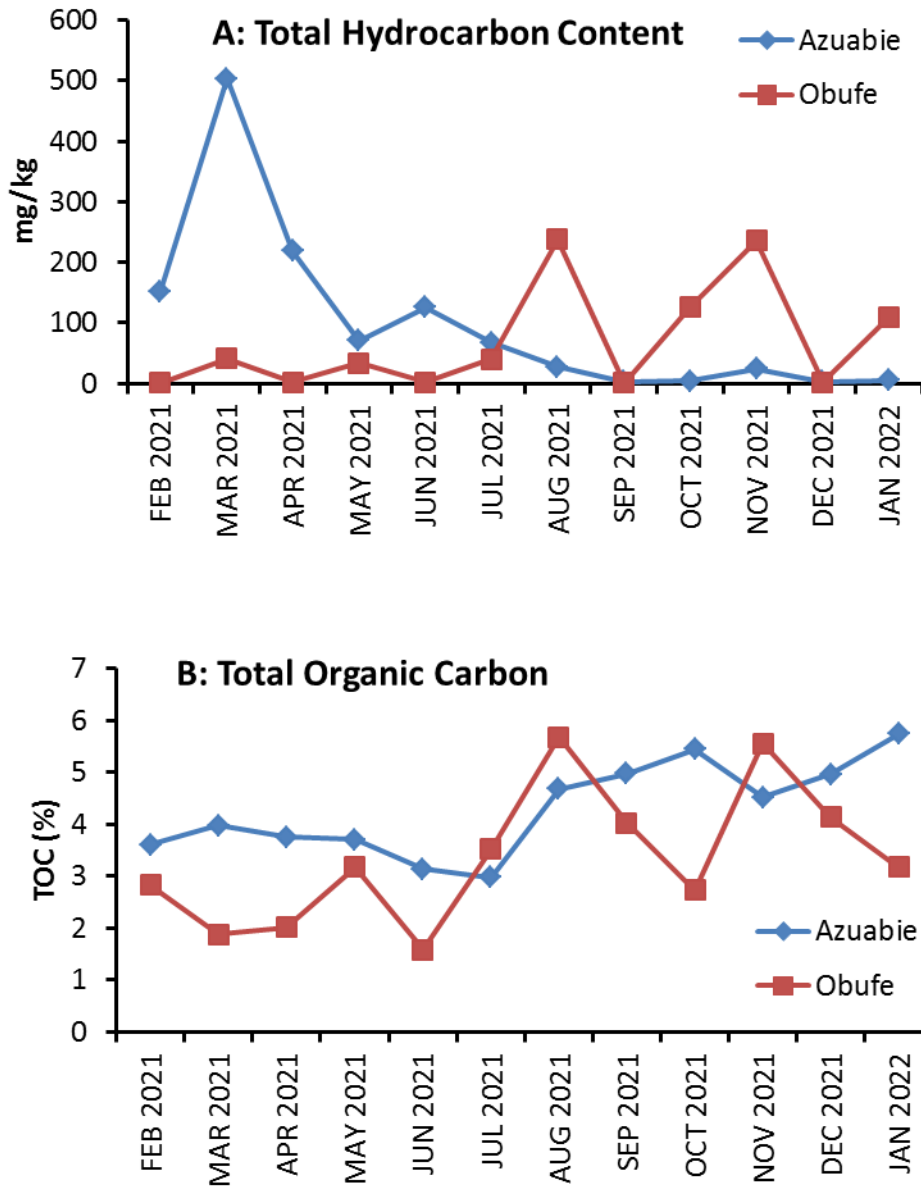 A: Total Hydrocarbon Content
Azuabie
Obufe
mg/kg
600
500
400
300
200
100
0
FEB 2021
MAR 2021
APR 2021
MAY 2021
JUN 2021
JUL 2021
AUG 2021
SEP 2021
OCT 2021
NOV 2021
DEC 2021
JAN 2022
B: Total Organic Carbon
TOC (%)
7
6
5
4
3
2
1
0
Azuabie
Obufe
FEB 2021
MAR 2021
APR 2021
MAY 2021
JUN 2021
JUL 2021
AUG 2021
SEP 2021
OCT 2021
NOV 2021
DEC 2021
JAN 2022